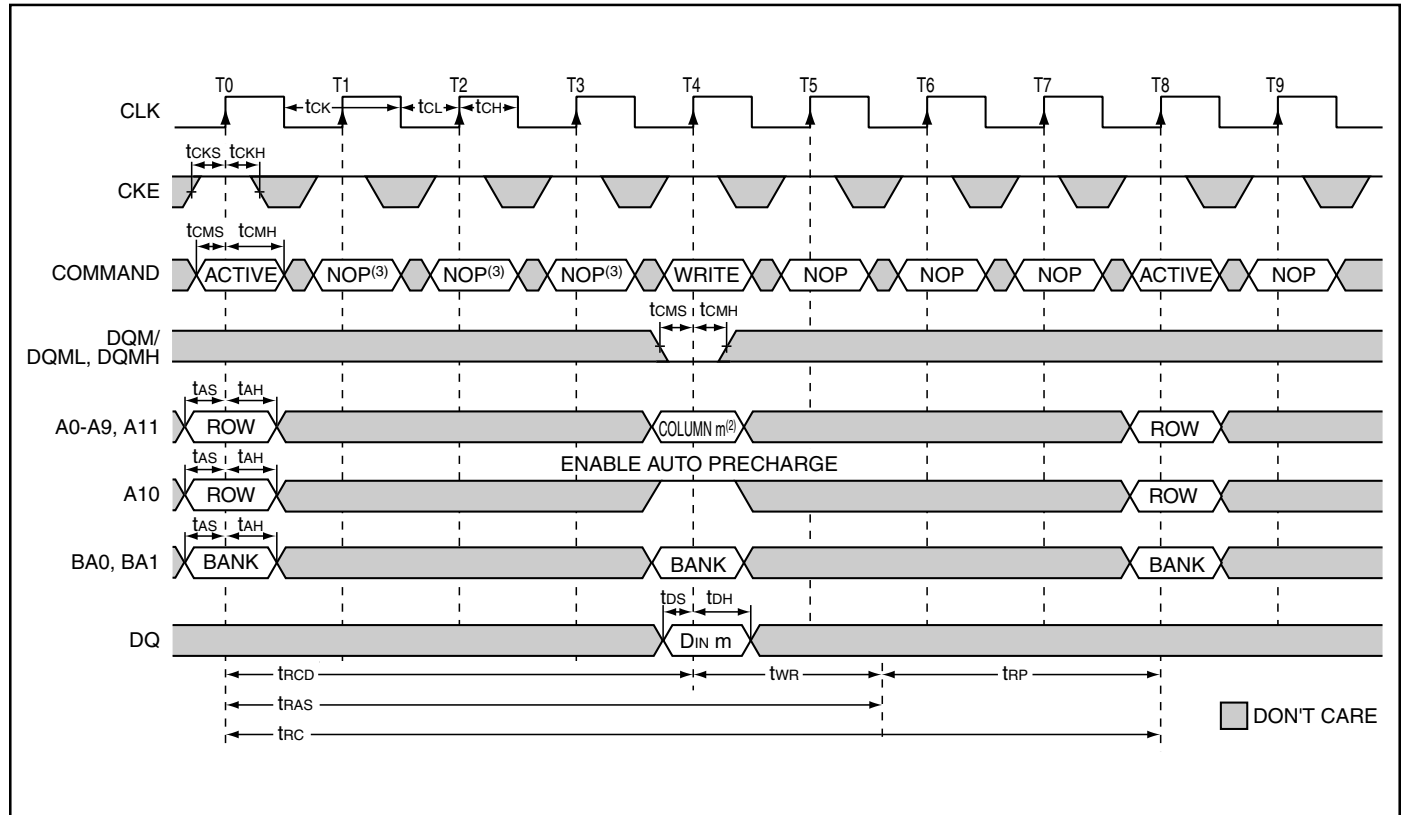 T0 T1 T2 T3 T4 T5 T6 T7 T8 T9
CLK tCK tCL tCH
tCKS tCKH
CKE
tCMS tCMH
COMMAND ACTIVE NOP(3) NOP(3) NOP(3) WRITE NOP NOP NOP ACTIVE NOP
tCMS tCMH
DQM/
DQML, DQMH
tAS tAH
A0-A9, A11 ROW COLUMN m(2) ROW
tAS tAH ENABLE AUTO PRECHARGE
A10 ROW ROW
tAS tAH
BA0, BA1 BANK BANK BANK
tDS tDH
DQ DIN m
tRCD tWR tRP
tRAS
DON'T CARE
tRC